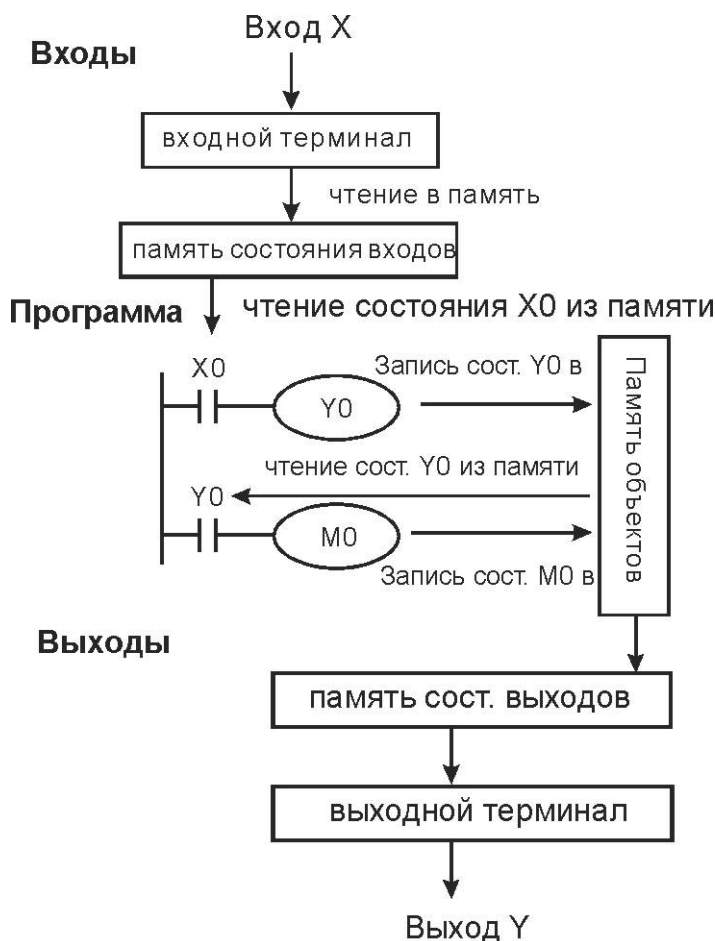 Вход X
Входы
входной терминал
чтение в память
память состояния входов
Программа
чтение состояния X0 из памяти
X0
Запись сост. Y0 в
Y0
Память объектов
чтение сост. Y0 из памяти
Y0
M0
Запись сост. M0 в
Выходы
память сост. выходов
выходной терминал
Выход Y